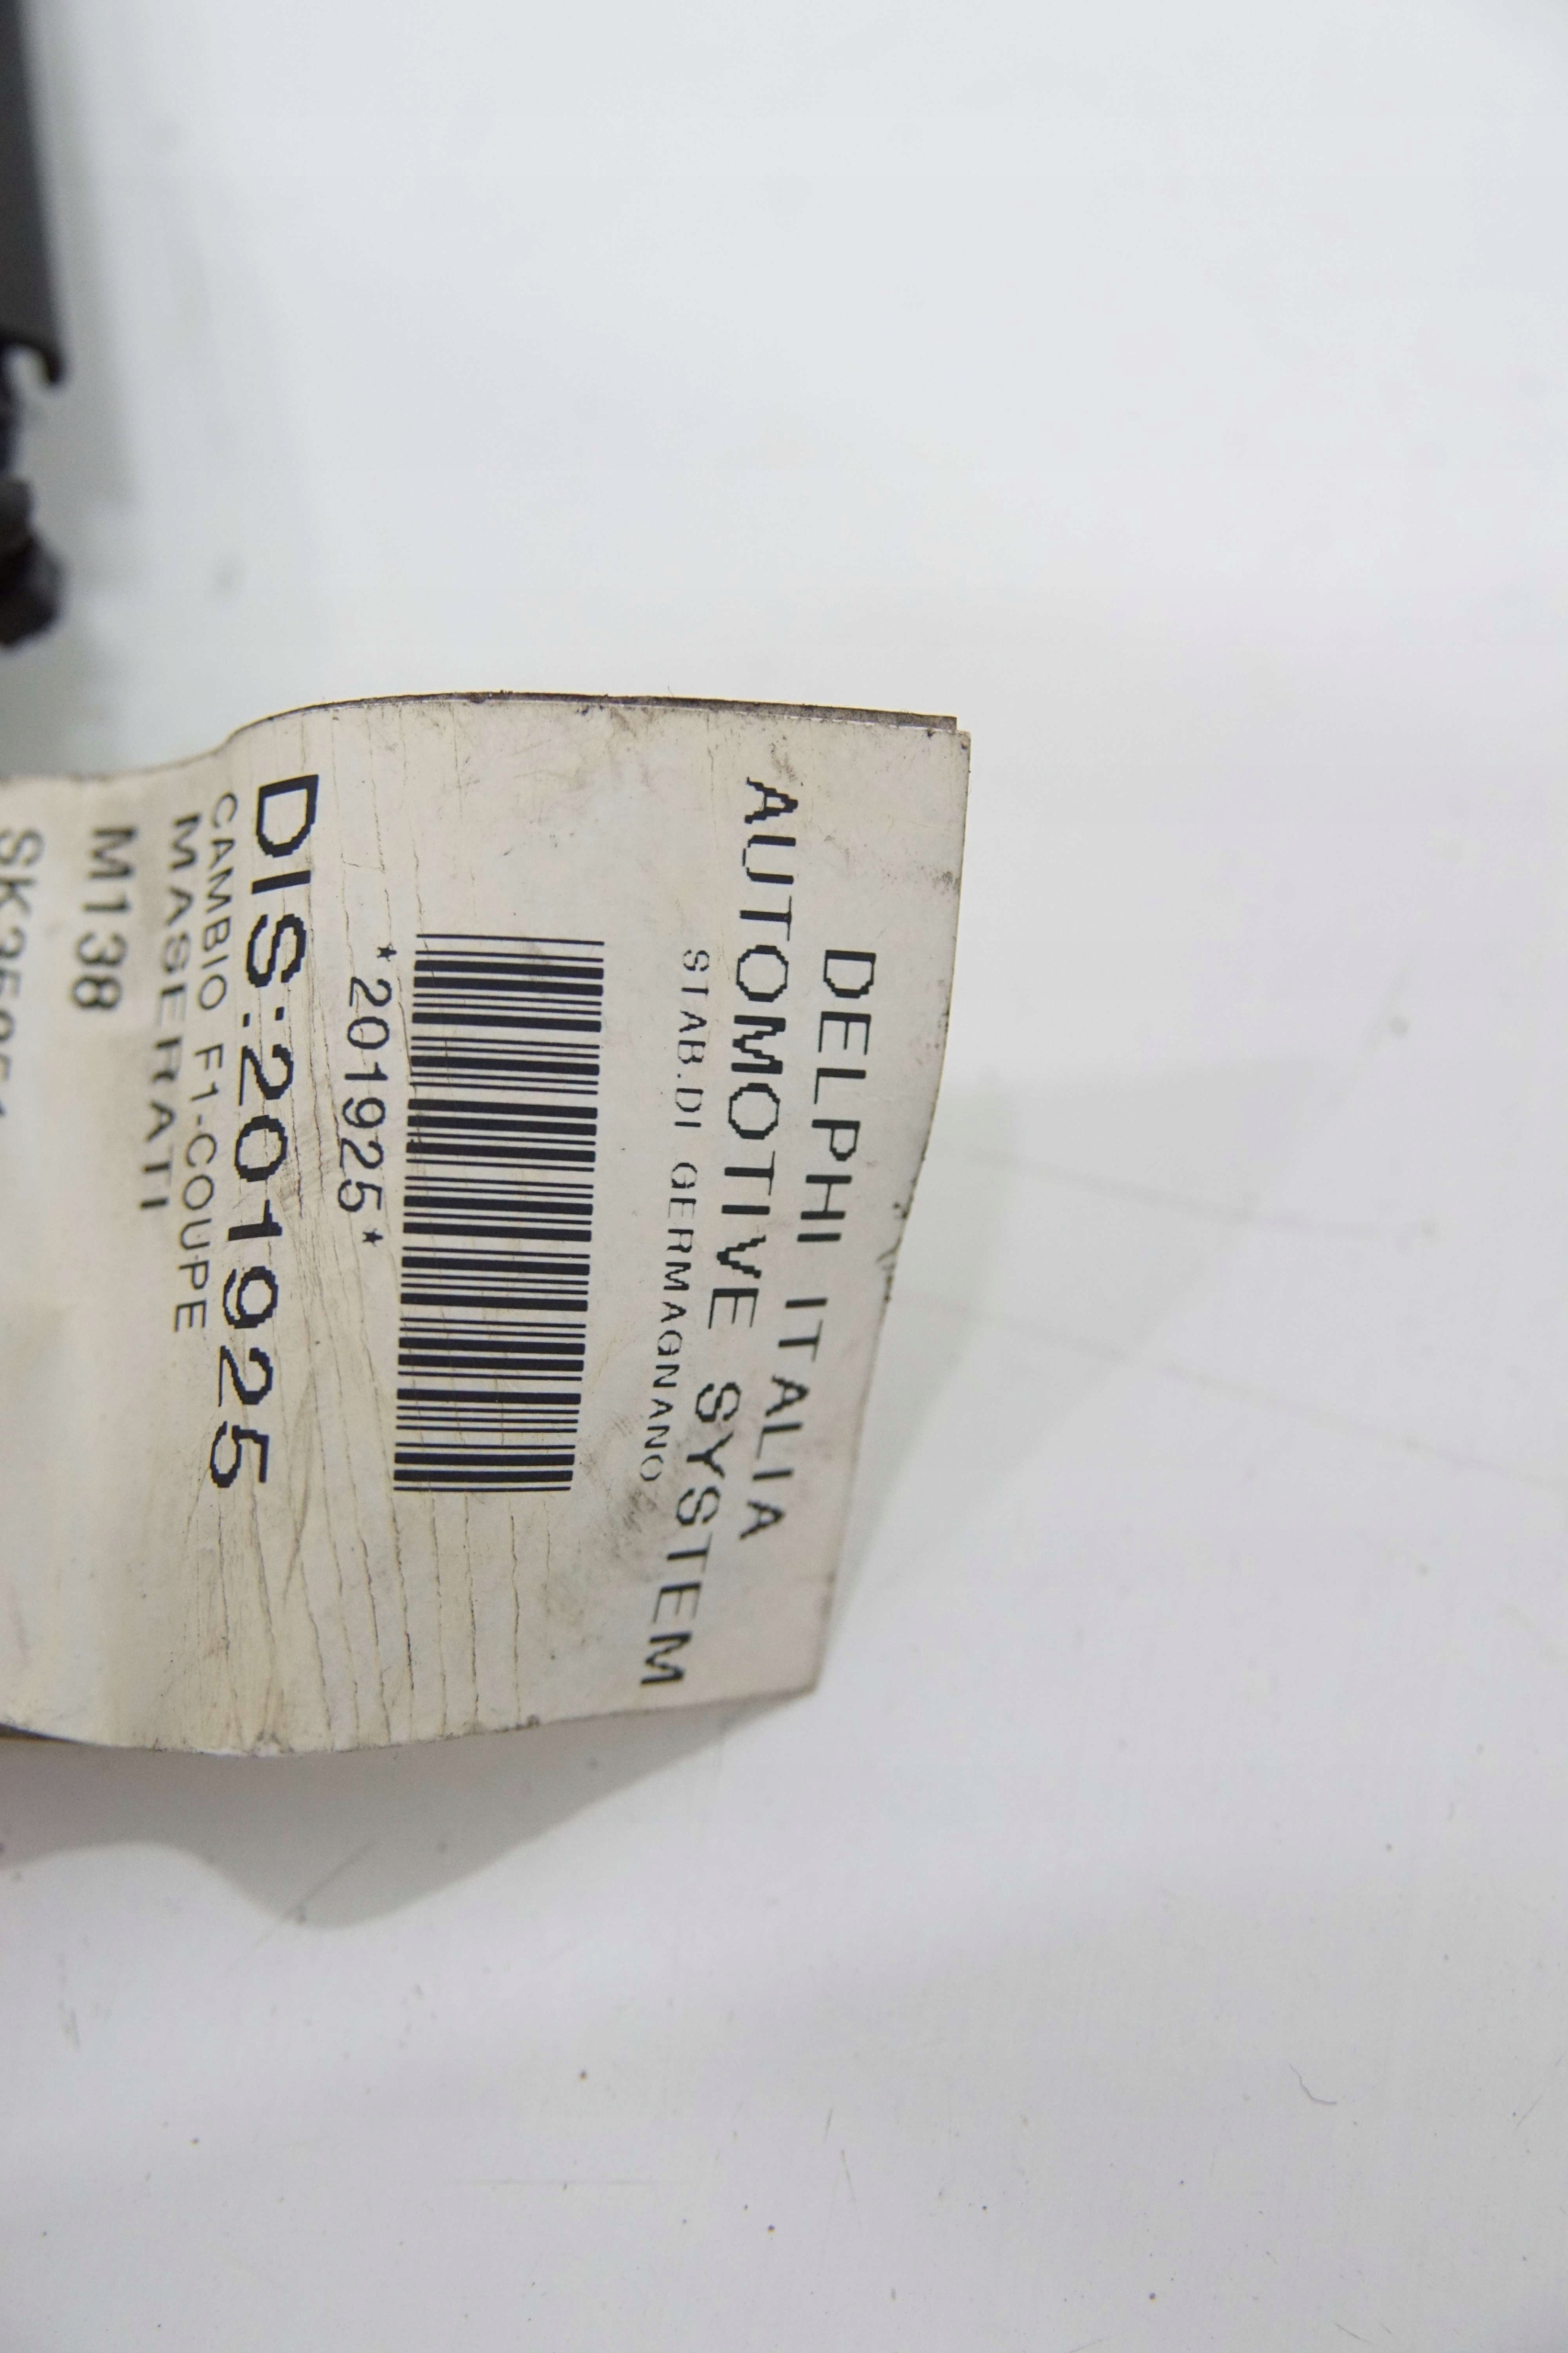 DELPHI ITALIA
AUTOMOTIVE SYSTEM
STAB.DI GERMAGNANO
*201925*
DIS:201925
CAMBIO F1-COUPE
MASERATI
M138